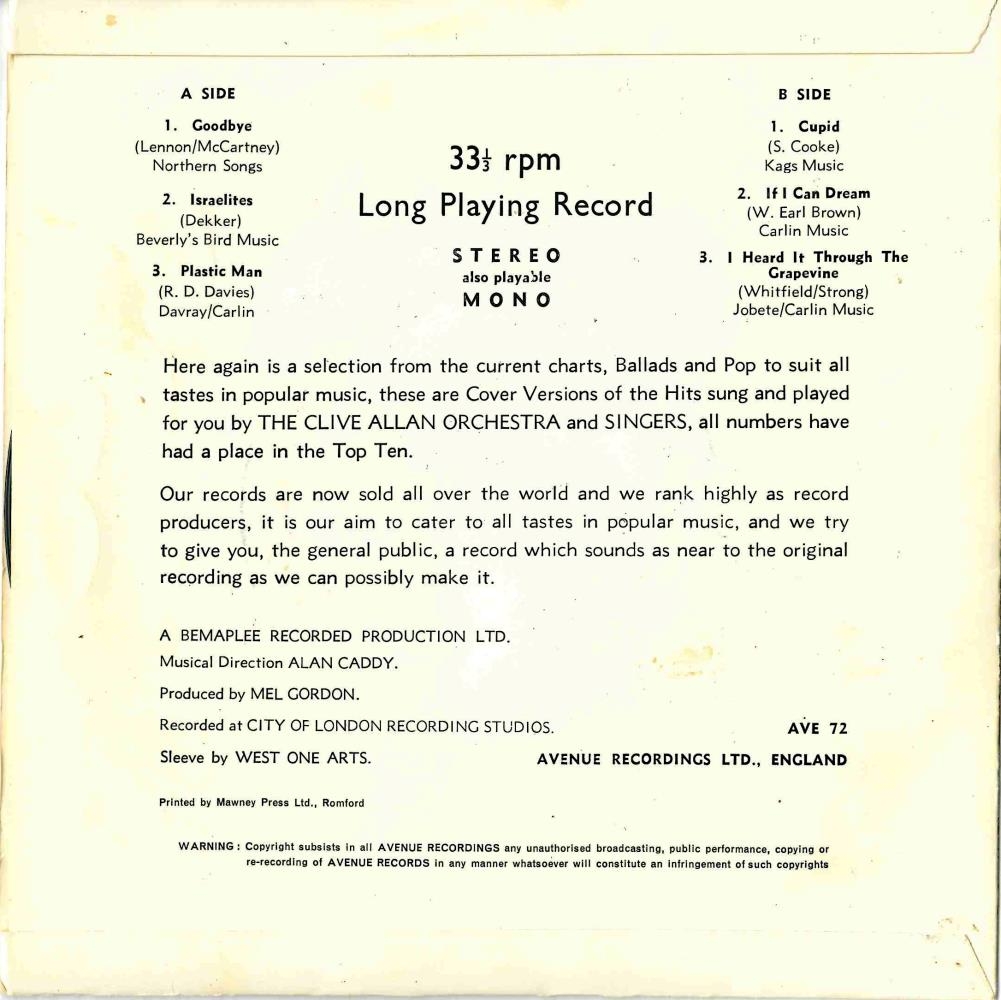 A SIDE
1. Goodbye
(Lennon/McCartney)
Northern Songs
2. Israelites
(Dekker)
Beverly's Bird Music
3. Plastic Man
(R. D. Davies)
Davray/Carlin
33⅓ rpm
Long Playing Record
STEREO
also playable
MONO
B SIDE
1. Cupid
(S. Cooke)
Kags Music
2. If I Can Dream
(W. Earl Brown)
Carlin Music
3. I Heard It Through The
Grapevine
(Whitfield/Strong)
Jobete/Carlin Music
Here again is a selection from the current charts, Ballads and Pop to suit all
tastes in popular music, these are Cover Versions of the Hits sung and played
for you by THE CLIVE ALLAN ORCHESTRA and SINGERS, all numbers have
had a place in the Top Ten.
Our records are now sold all over the world and we rank highly as record
producers, it is our aim to cater to all tastes in popular music, and we try
to give you, the general public, a record which sounds as near to the original
recording as we can possibly make it.
A BEMAPLEE RECORDED PRODUCTION LTD.
Musical Direction ALAN CADDY.
Produced by MEL GORDON.
Recorded at CITY OF LONDON RECORDING STUDIOS.
AVE 72
Sleeve by WEST ONE ARTS.
AVENUE RECORDINGS LTD., ENGLAND
Printed by Mawney Press Ltd., Romford
WARNING : Copyright subsists in all AVENUE RECORDINGS any unauthorised broadcasting, public performance, copying or
re-recording of AVENUE RECORDS in any manner whatsoever will constitute an infringement of such copyrights